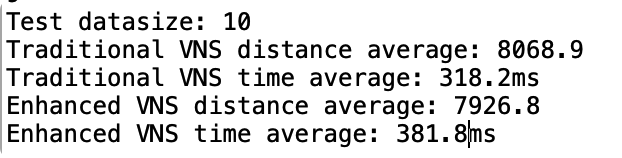 Test datasize: 10
Traditional VNS distance average: 8068.9
Traditional VNS time average: 318.2ms
Enhanced VNS distance average: 7926.8
Enhanced VNS time average: 381.8ms